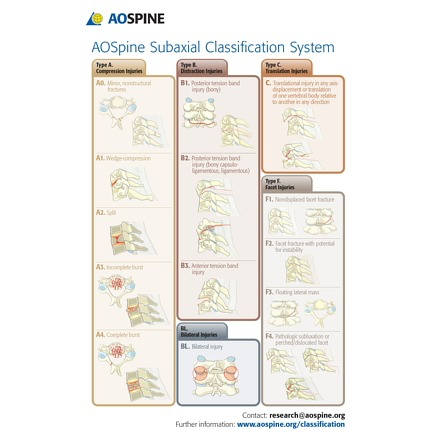 AOSPINE
AOSpine Subaxial Classification System
Type A.
Compression Injuries
A0. Minor, nonstructural
fractures
A1. Wedge-compression
A2. Split
A3. Incomplete burst
A4. Complete burst
Type B.
Distraction Injuries
B1. Posterior tension band
injury (bony)
B2. Posterior tension band
injury (bony capsulo-
ligamentous, ligamentous)
B3. Anterior tension band
injury
BL.
Bilateral Injuries
BL. Bilateral injury
Type C.
Translation Injuries
C. Translational injury in any axis-
displacement or translation
of one vertebral body relative
to another in any direction
Type F.
Facet Injuries
F1. Nondisplaced facet fracture
F2. Facet fracture with potential
for instability
F3. Floating lateral mass
F4. Pathologic subluxation or
perched/dislocated facet
Contact: research@aospine.org
Further information: www.aospine.org/classification